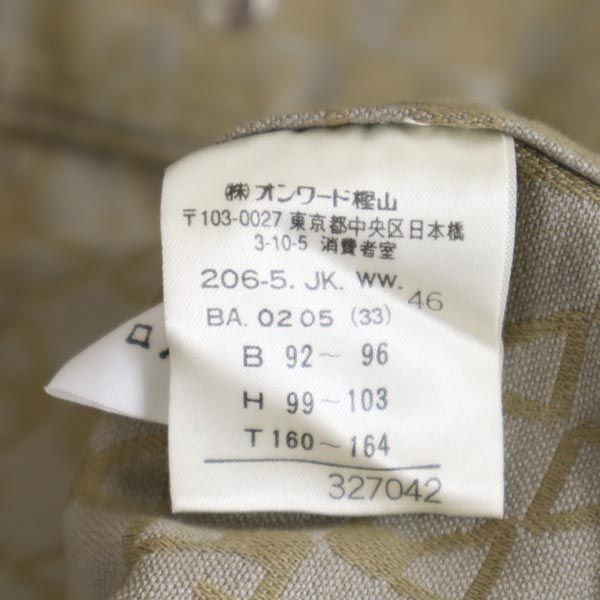 (株)オンワード樫山
〒103-0027 東京都中央区日本橋
3-10-5 消費者室
206-5. JK. WW. 46
BA. 0205 (33)
B 92〜 96
H 99〜103
T 160〜164
327042
ロ